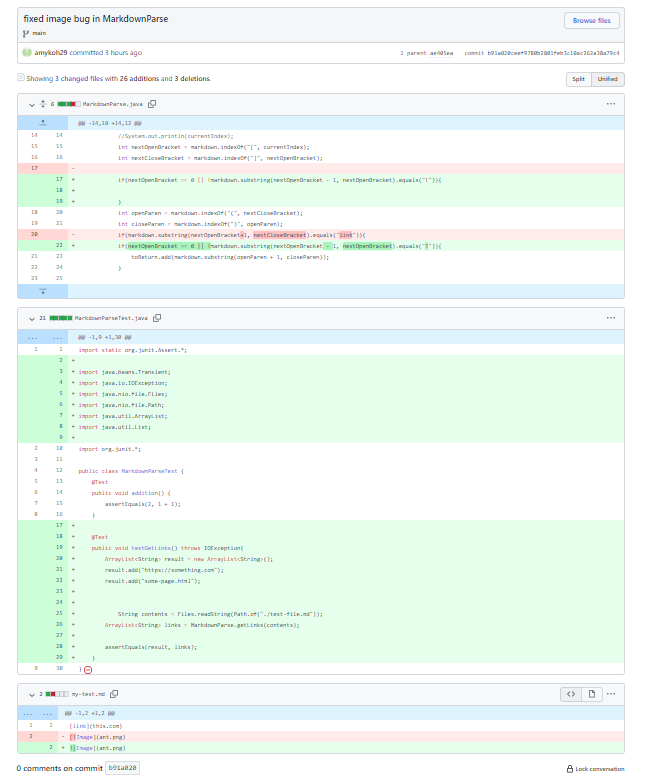 fixed image bug in MarkdownParse
Browse files
main
amykoh29 committed 3 hours ago
1 parent ae405ea commit
Showing 3 changed files with 26 additions and 3 deletions.
Split Unified
6 MarkdownParse.java
@@ -14,10 +14,12 @@
14 14 //System.out.println(currentIndex);
15 15 int nextOpenBracket = markdown.indexOf("[", currentIndex);
16 16 int nextCloseBracket = markdown.indexOf("]", nextOpenBracket);
17 -
17 + if(nextOpenBracket == 0 || !markdown.substring(nextOpenBracket - 1, nextOpenBracket).equals("!")){
18 +
19 + }
18 20 int openParen = markdown.indexOf("(", nextCloseBracket);
19 21 int closeParen = markdown.indexOf(")", openParen);
20 - if(markdown.substring(nextOpenBracket+1, nextCloseBracket).equals("link")){
22 + if(nextOpenBracket == 0 || !markdown.substring(nextOpenBracket - 1, nextOpenBracket).equals("!")){
21 23 toReturn.add(markdown.substring(openParen + 1, closeParen));
22 24 }
23 25
21 MarkdownParseTest.java
... ... @@ -1,9 +1,30 @@
1 1 import static org.junit.Assert.*;
2 +
3 + import java.beans.Transient;
4 + import java.io.IOException;
5 + import java.nio.file.Files;
6 + import java.nio.file.Path;
7 + import java.util.ArrayList;
8 + import java.util.List;
9 +
2 10 import org.junit.*;
3 11
4 12 public class MarkdownParseTest {
5 13 @Test
6 14 public void addition() {
7 15 assertEquals(2, 1 + 1);
8 16 }
17 +
18 + @Test
19 + public void testGetLinks() throws IOException{
20 + ArrayList<String> result = new ArrayList<String>();
21 + result.add("https://something.com");
22 + result.add("some-page.html");
23 +
24 +
25 + String contents = Files.readString(Path.of("./test-file.md"));
26 + ArrayList<String> links = MarkdownParse.getLinks(contents);
27 +
28 + assertEquals(result, links);
29 + }
9 30 }
2 my-test.md
... ... @@ -1,2 +1,2 @@
1 1 [link](this.com)
2 - [!Image](ant.png)
2 + ![Image](ant.png)
0 comments on commit b91a020
Lock conversation